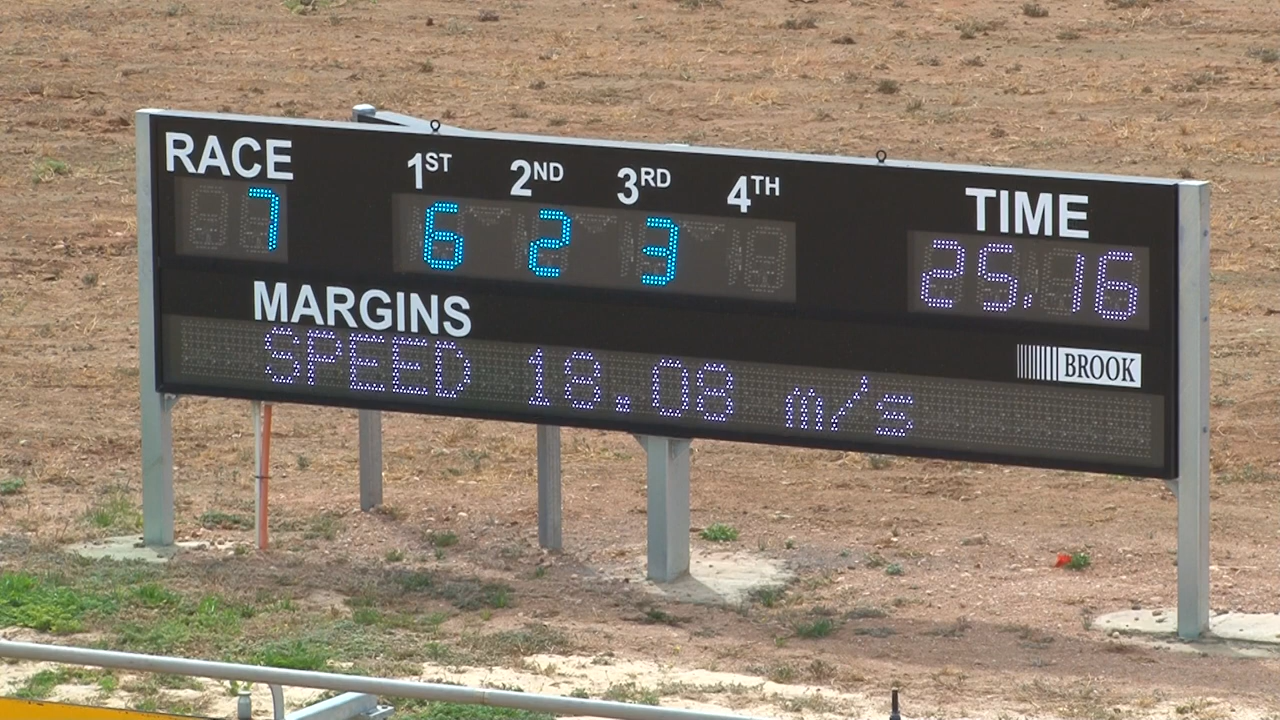 RACE 1ST 2ND 3RD 4TH TIME
7 6 2 3 25.16
MARGINS
SPEED 18.08 m/s
BROOK